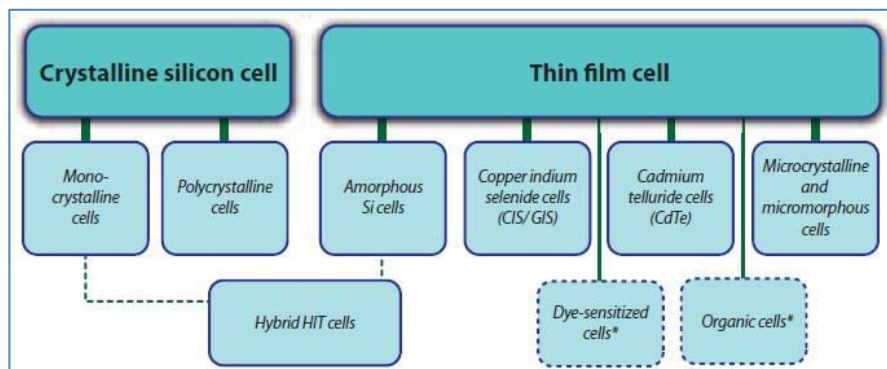 Crystalline silicon cell
Thin film cell
Mono-
crystalline
cells
Polycrystalline
cells
Amorphous
Si cells
Copper indium
selenide cells
(CIS/ GIS)
Cadmium
telluride cells
(CdTe)
Microcrystalline
and
micromorphous
cells
Hybrid HIT cells
Dye-sensitized
cells*
Organic cells*